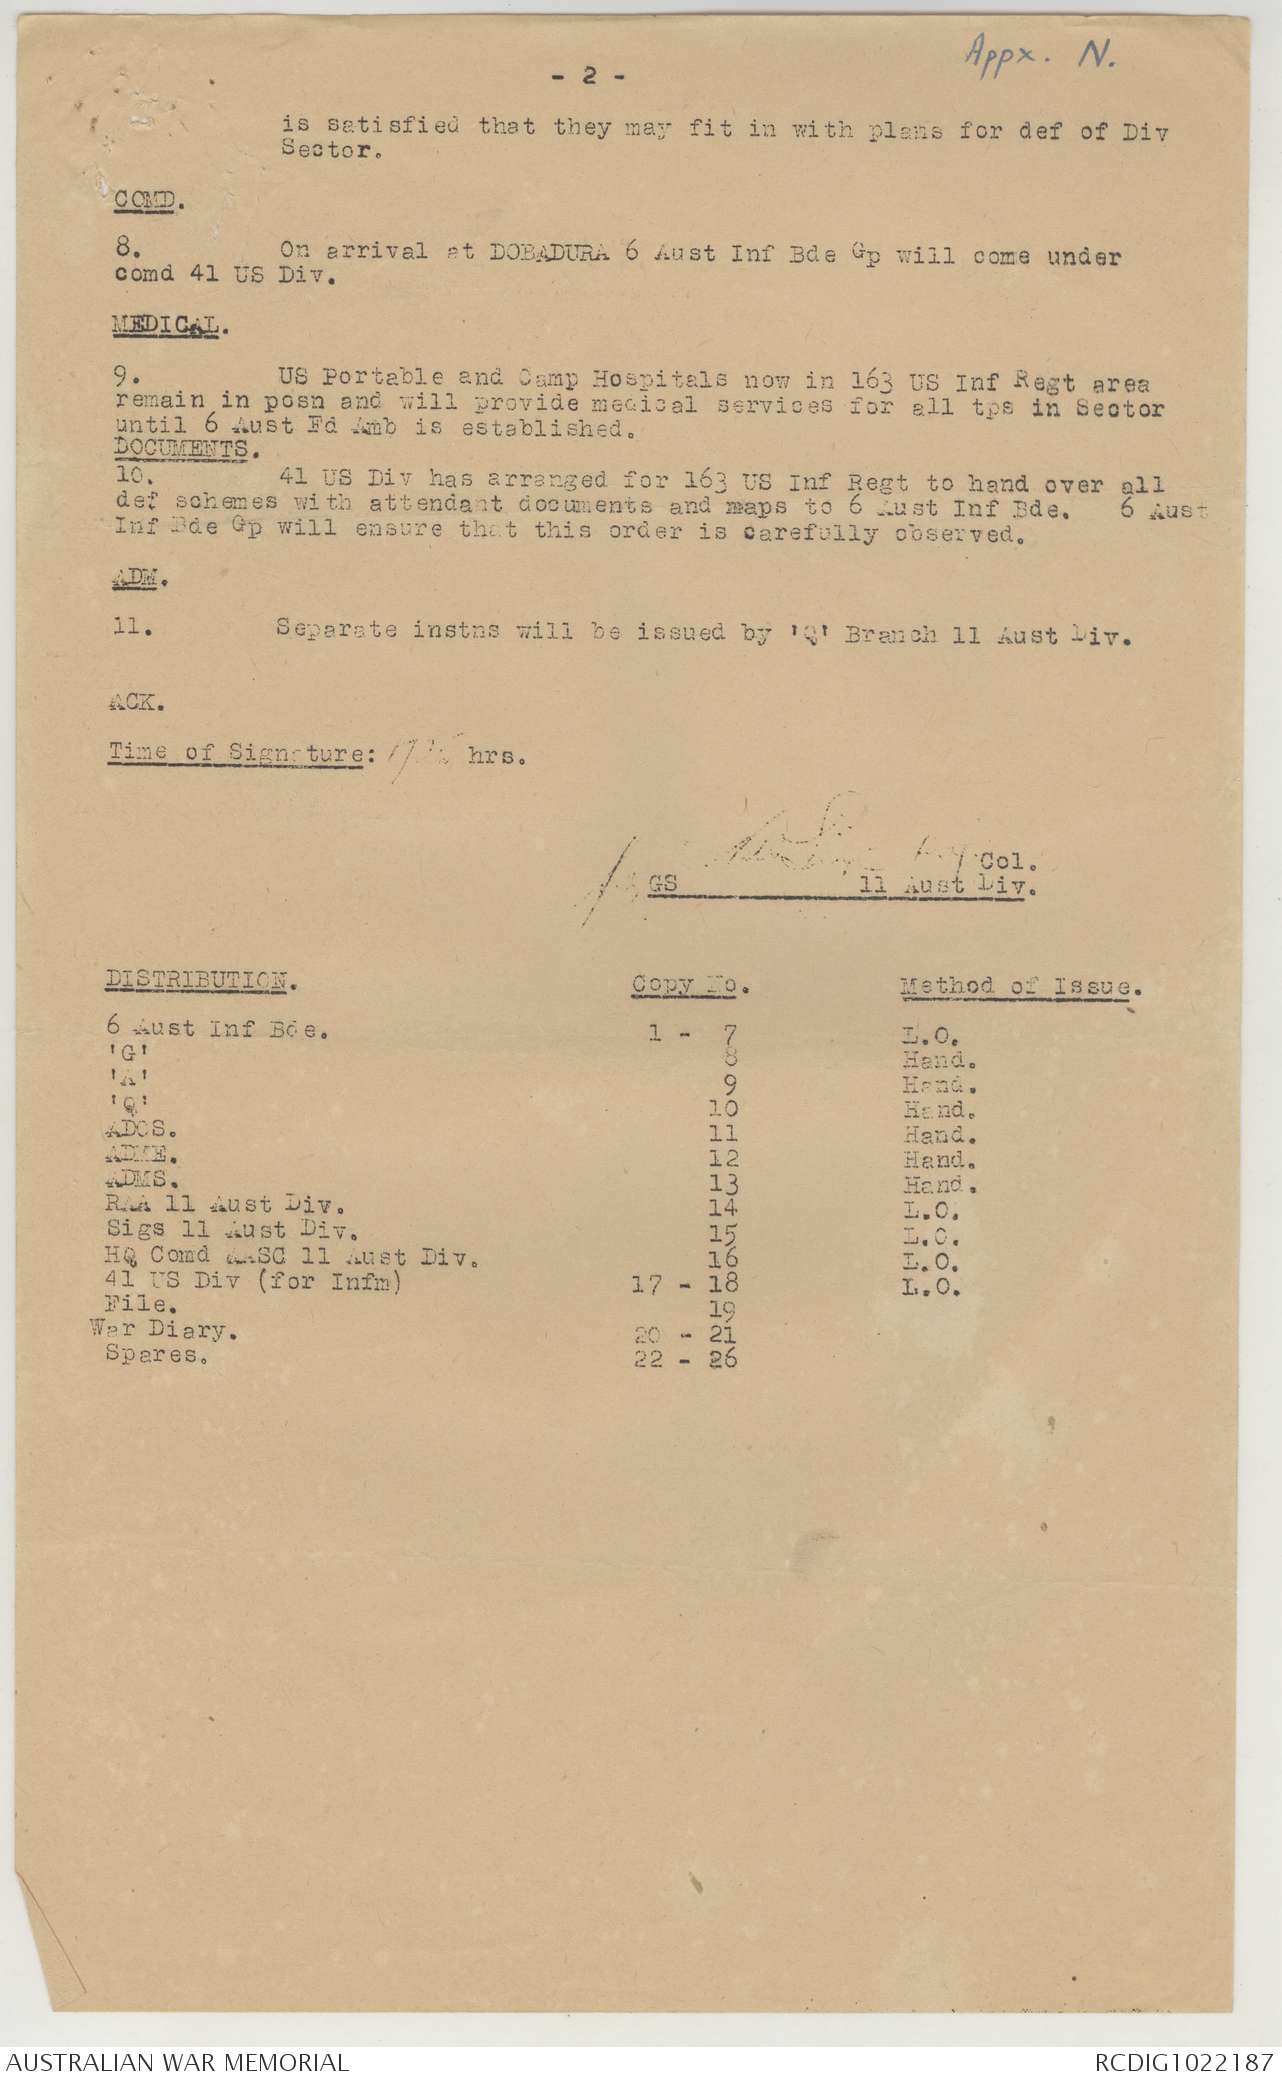 Appx. N.
- 2 -
is satisfied that they may fit in with plans for def of Div
Sector.
COMD.
8. On arrival at DOBADURA 6 Aust Inf Bde Gp will come under
comd 41 US Div.
MEDICAL.
9. US Portable and Camp Hospitals now in 163 US Inf Regt area
remain in posn and will provide medical services for all tps in Sector
until 6 Aust Fd Amb is established.
DOCUMENTS.
10. 41 US Div has arranged for 163 US Inf Regt to hand over all
def schemes with attendant documents and maps to 6 Aust Inf Bde. 6 Aust
Inf Bde Gp will ensure that this order is carefully observed.
ADM.
11. Separate instns will be issued by 'Q' Branch 11 Aust Div.
ACK.
Time of Signature: hrs.
Col.
GS 11 Aust Div.
DISTRIBUTION. Copy No. Method of Issue.
6 Aust Inf Bde. 1 - 7 L.O.
'G' 8 Hand.
'A' 9 Hand.
'Q' 10 Hand.
ADOS. 11 Hand.
ADME. 12 Hand.
ADMS. 13 Hand.
RAA 11 Aust Div. 14 L.O.
Sigs 11 Aust Div. 15 L.O.
HQ Comd AASC 11 Aust Div. 16 L.O.
41 US Div (for Infm) 17 - 18 L.O.
File. 19
War Diary. 20 - 21
Spares. 22 - 26
AUSTRALIAN WAR MEMORIAL RCDIG1022187